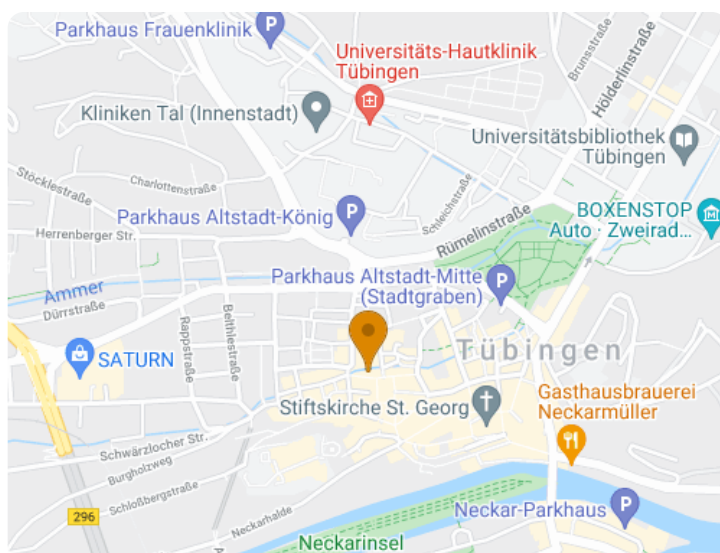 Parkhaus Frauenklinik
P
Universitäts-Hautklinik
Tübingen
Kliniken Tal (Innenstadt)
Brunsstraße
Hölderlinstraße
Universitätsbibliothek
Tübingen
Stöcklestraße
Charlottenstraße
Schleichstraße
Parkhaus Altstadt-König
P
BOXENSTOP
Auto · Zweirad...
M
Herrenberger Str.
Rümelinstraße
Parkhaus Altstadt-Mitte
(Stadtgraben)
P
Ammer
Dürrstraße
Rappstraße
Belthlestraße
SATURN
Tübingen
Stiftskirche St. Georg
Gasthausbrauerei
Neckarmüller
Schwärzlocher Str.
Burgholzweg
Schloßbergstraße
296
Neckarhalde
Neckar-Parkhaus
P
Neckarinsel
A